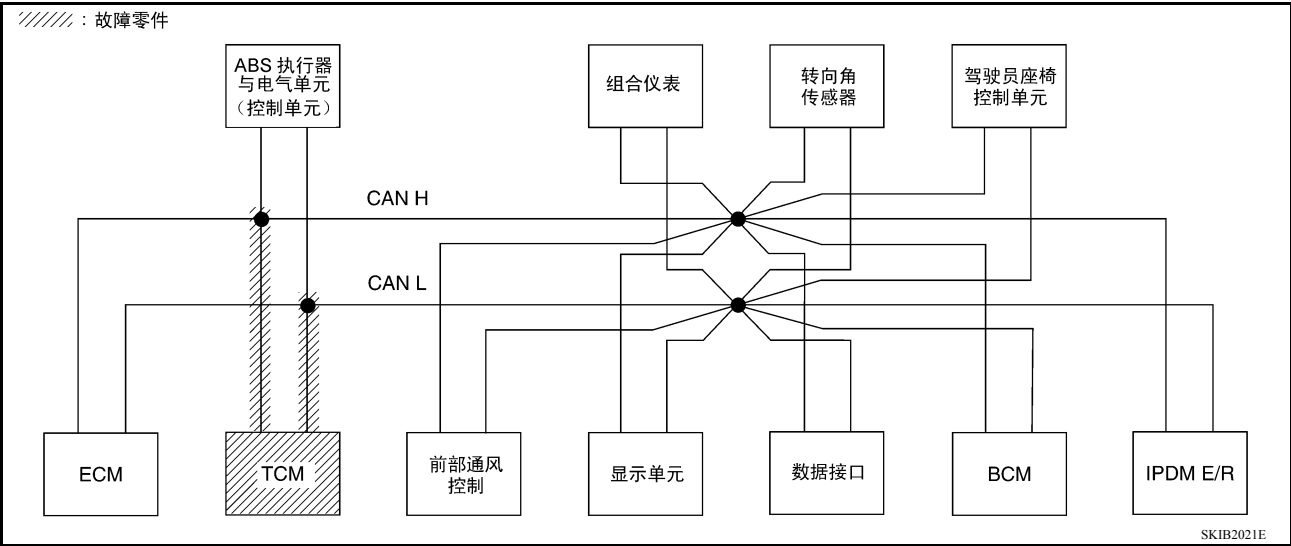 ：故障零件
ABS 执行器
与电气单元
（控制单元）
组合仪表
转向角
传感器
驾驶员座椅
控制单元
CAN H
CAN L
ECM
TCM
前部通风
控制
显示单元
数据接口
BCM
IPDM E/R
SKIB2021E